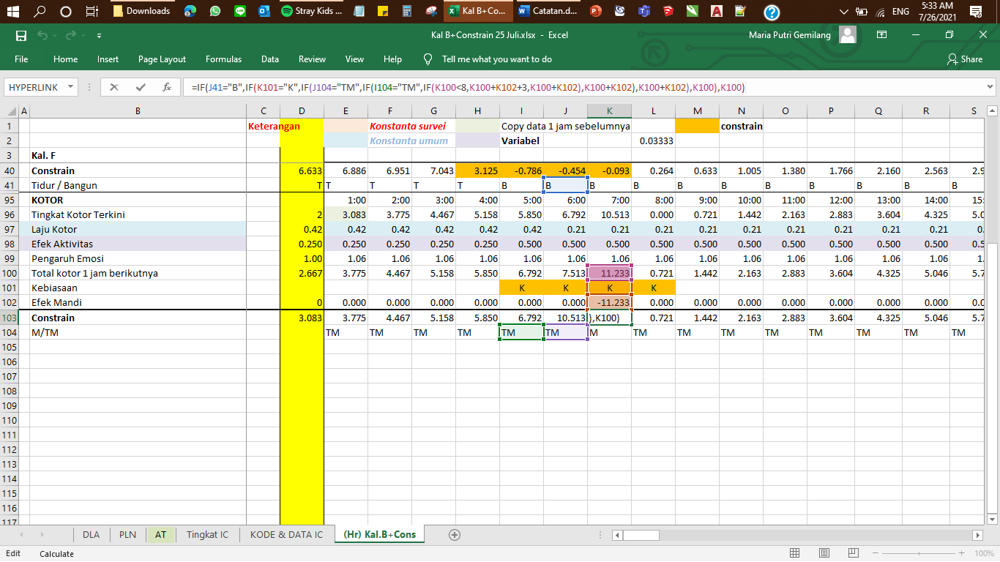 Downloads Stray Kids ... Kal B+ Co... Catatan.d... ENG 5:33 AM 7/26/2021
Kal B+Constrain 25 Juli.xlsx - Excel Maria Putri Gemilang
File Home Insert Page Layout Formulas Data Review View Help Tell me what you want to do Share
HYPERLINK fx =IF(J41="B",IF(K101="K",IF(J104="TM",IF(I104="TM",IF(K100<8,K100+K102+3,K100+K102),K100+K102),K100+K102),K100),K100)
A B C D E F G H I J K L M N O P Q R S
1 Keterangan Konstanta survei Copy data 1 jam sebelumnya constrain
2 Konstanta umum Variabel 0.03333
3 Kal. F
40 Constrain 6.633 6.886 6.951 7.043 3.125 -0.786 -0.454 -0.093 0.264 0.633 1.005 1.380 1.766 2.160 2.563 2.9
41 Tidur / Bangun T T T T T B B B B B B B B B B B
95 KOTOR 1:00 2:00 3:00 4:00 5:00 6:00 7:00 8:00 9:00 10:00 11:00 12:00 13:00 14:00 15:
96 Tingkat Kotor Terkini 2 3.083 3.775 4.467 5.158 5.850 6.792 10.513 0.000 0.721 1.442 2.163 2.883 3.604 4.325 5.0
97 Laju Kotor 0.42 0.42 0.42 0.42 0.42 0.42 0.21 0.21 0.21 0.21 0.21 0.21 0.21 0.21 0.21 0.
98 Efek Aktivitas 0.250 0.250 0.250 0.250 0.250 0.500 0.500 0.500 0.500 0.500 0.500 0.500 0.500 0.500 0.500 0.5
99 Pengaruh Emosi 1.00 1.06 1.06 1.06 1.06 1.06 1.06 1.06 1.06 1.06 1.06 1.06 1.06 1.06 1.06 1.
100 Total kotor 1 jam berikutnya 2.667 3.775 4.467 5.158 5.850 6.792 7.513 11.233 0.721 1.442 2.163 2.883 3.604 4.325 5.046 5.7
101 Kebiasaan K K K K
102 Efek Mandi 0 0.000 0.000 0.000 0.000 0.000 0.000 -11.233 0.000 0.000 0.000 0.000 0.000 0.000 0.000 0.0
103 Constrain 3.083 3.775 4.467 5.158 5.850 6.792 10.513 ),K100) 0.721 1.442 2.163 2.883 3.604 4.325 5.046 5.7
104 M/TM TM TM TM TM TM TM M TM TM TM TM TM TM TM TM
105
106
107
108
109
110
111
112
113
114
115
116
117
DLA PLN AT Tingkat IC KODE & DATA IC (Hr) Kal.B+Cons
Edit Calculate 100%